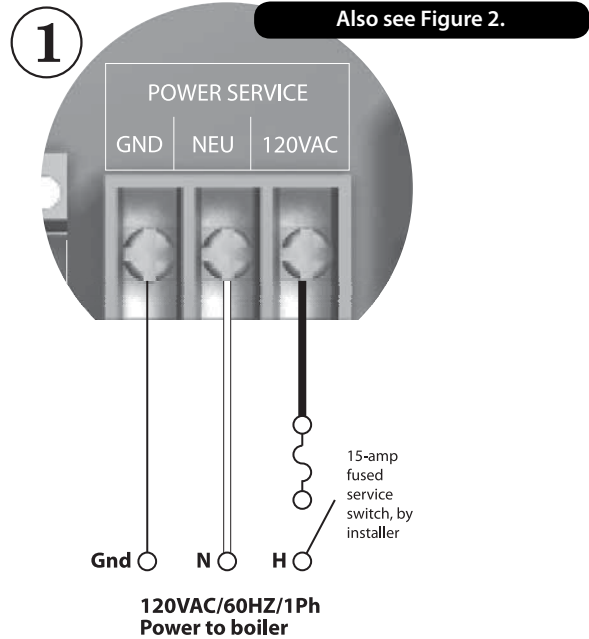 1
Also see Figure 2.
POWER SERVICE
GND NEU 120VAC
15-amp
fused
service
switch, by
installer
Gnd N H
120VAC/60HZ/1Ph
Power to boiler